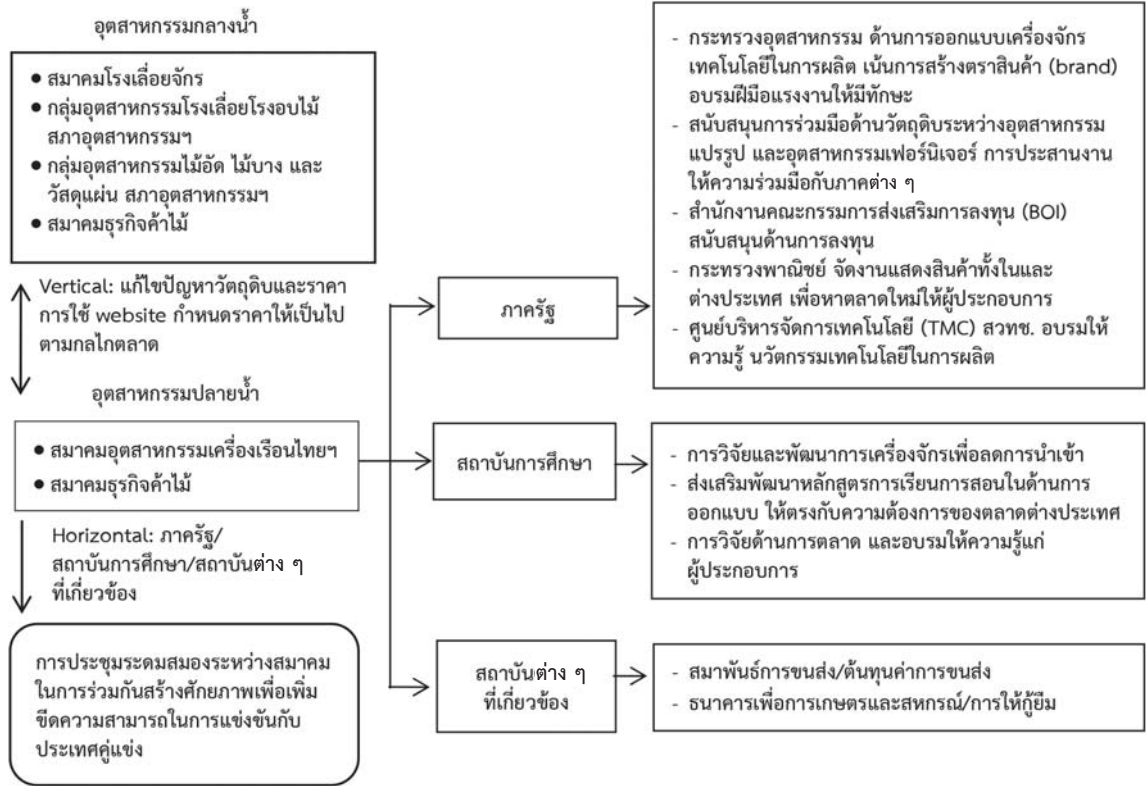 อุตสาหกรรมกลางน้ำ
● สมาคมโรงเลื่อยจักร
● กลุ่มอุตสาหกรรมโรงเลื่อยโรงอบไม้
สภาอุตสาหกรรมฯ
● กลุ่มอุตสาหกรรมไม้อัด ไม้บาง และ
วัสดุแผ่น สภาอุตสาหกรรมฯ
● สมาคมธุรกิจค้าไม้
Vertical: แก้ไขปัญหาวัตถุดิบและราคา
การใช้ website กำหนดราคาให้เป็นไป
ตามกลไกตลาด
อุตสาหกรรมปลายน้ำ
● สมาคมอุตสาหกรรมเครื่องเรือนไทยฯ
● สมาคมธุรกิจค้าไม้
Horizontal: ภาครัฐ/
สถาบันการศึกษา/สถาบันต่าง ๆ
ที่เกี่ยวข้อง
การประชุมระดมสมองระหว่างสมาคม
ในการร่วมกันสร้างศักยภาพเพื่อเพิ่ม
ขีดความสามารถในการแข่งขันกับ
ประเทศคู่แข่ง
ภาครัฐ
- กระทรวงอุตสาหกรรม ด้านการออกแบบเครื่องจักร
เทคโนโลยีในการผลิต เน้นการสร้างตราสินค้า (brand)
อบรมฝีมือแรงงานให้มีทักษะ
- สนับสนุนการร่วมมือด้านวัตถุดิบระหว่างอุตสาหกรรม
แปรรูป และอุตสาหกรรมเฟอร์นิเจอร์ การประสานงาน
ให้ความร่วมมือกับภาคต่าง ๆ
- สำนักงานคณะกรรมการส่งเสริมการลงทุน (BOI)
สนับสนุนด้านการลงทุน
- กระทรวงพาณิชย์ จัดงานแสดงสินค้าทั้งในและ
ต่างประเทศ เพื่อหาตลาดใหม่ให้ผู้ประกอบการ
- ศูนย์บริหารจัดการเทคโนโลยี (TMC) สวทช. อบรมให้
ความรู้ นวัตกรรมเทคโนโลยีในการผลิต
สถาบันการศึกษา
- การวิจัยและพัฒนาการเครื่องจักรเพื่อลดการนำเข้า
- ส่งเสริมพัฒนาหลักสูตรการเรียนการสอนในด้านการ
ออกแบบ ให้ตรงกับความต้องการของตลาดต่างประเทศ
- การวิจัยด้านการตลาด และอบรมให้ความรู้แก่
ผู้ประกอบการ
สถาบันต่าง ๆ
ที่เกี่ยวข้อง
- สมาพันธ์การขนส่ง/ต้นทุนค่าการขนส่ง
- ธนาคารเพื่อการเกษตรและสหกรณ์/การให้กู้ยืม